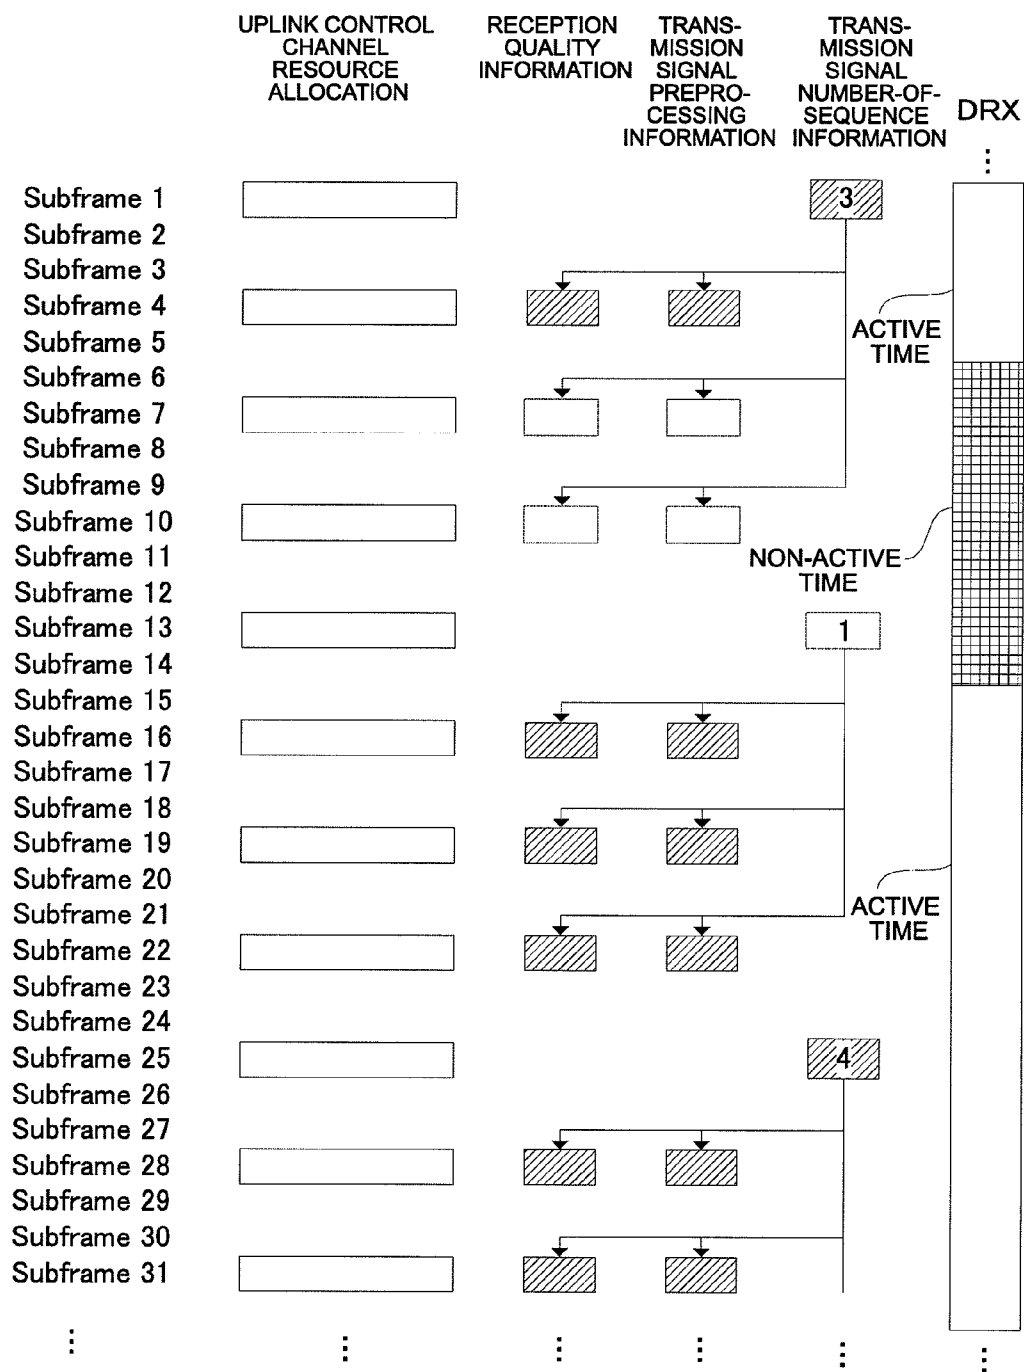 UPLINK CONTROL
CHANNEL
RESOURCE
ALLOCATION
RECEPTION
QUALITY
INFORMATION
TRANS-
MISSION
SIGNAL
PREPRO-
CESSING
INFORMATION
TRANS-
MISSION
SIGNAL
NUMBER-OF-
SEQUENCE
INFORMATION
DRX
Subframe 1
3
Subframe 2
Subframe 3
Subframe 4
ACTIVE
TIME
Subframe 5
Subframe 6
Subframe 7
Subframe 8
Subframe 9
Subframe 10
Subframe 11
NON-ACTIVE
TIME
Subframe 12
Subframe 13
1
Subframe 14
Subframe 15
Subframe 16
Subframe 17
Subframe 18
Subframe 19
Subframe 20
Subframe 21
ACTIVE
TIME
Subframe 22
Subframe 23
Subframe 24
Subframe 25
4
Subframe 26
Subframe 27
Subframe 28
Subframe 29
Subframe 30
Subframe 31